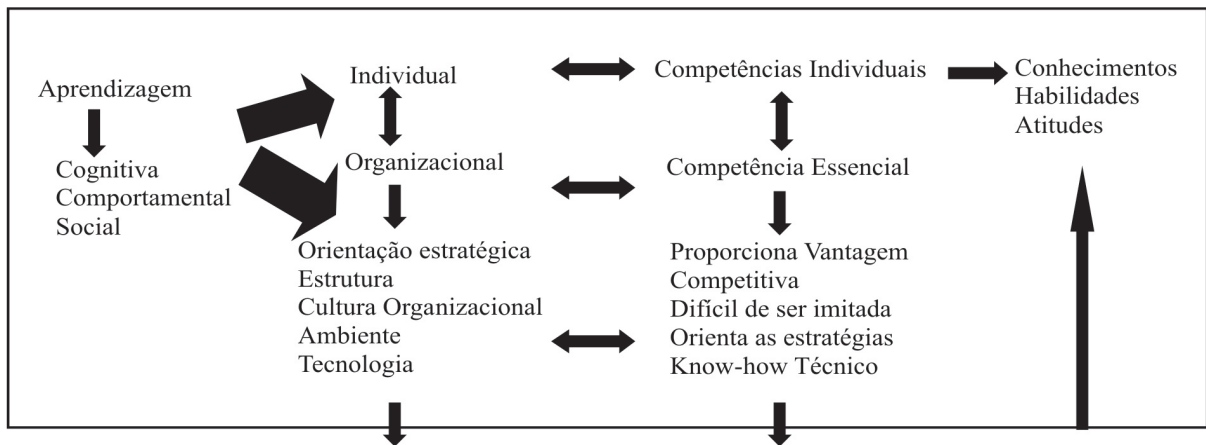 Aprendizagem
Cognitiva
Comportamental
Social
Individual
Organizacional
Orientação estratégica
Estrutura
Cultura Organizacional
Ambiente
Tecnologia
Competências Individuais
Competência Essencial
Proporciona Vantagem
Competitiva
Difícil de ser imitada
Orienta as estratégias
Know-how Técnico
Conhecimentos
Habilidades
Atitudes